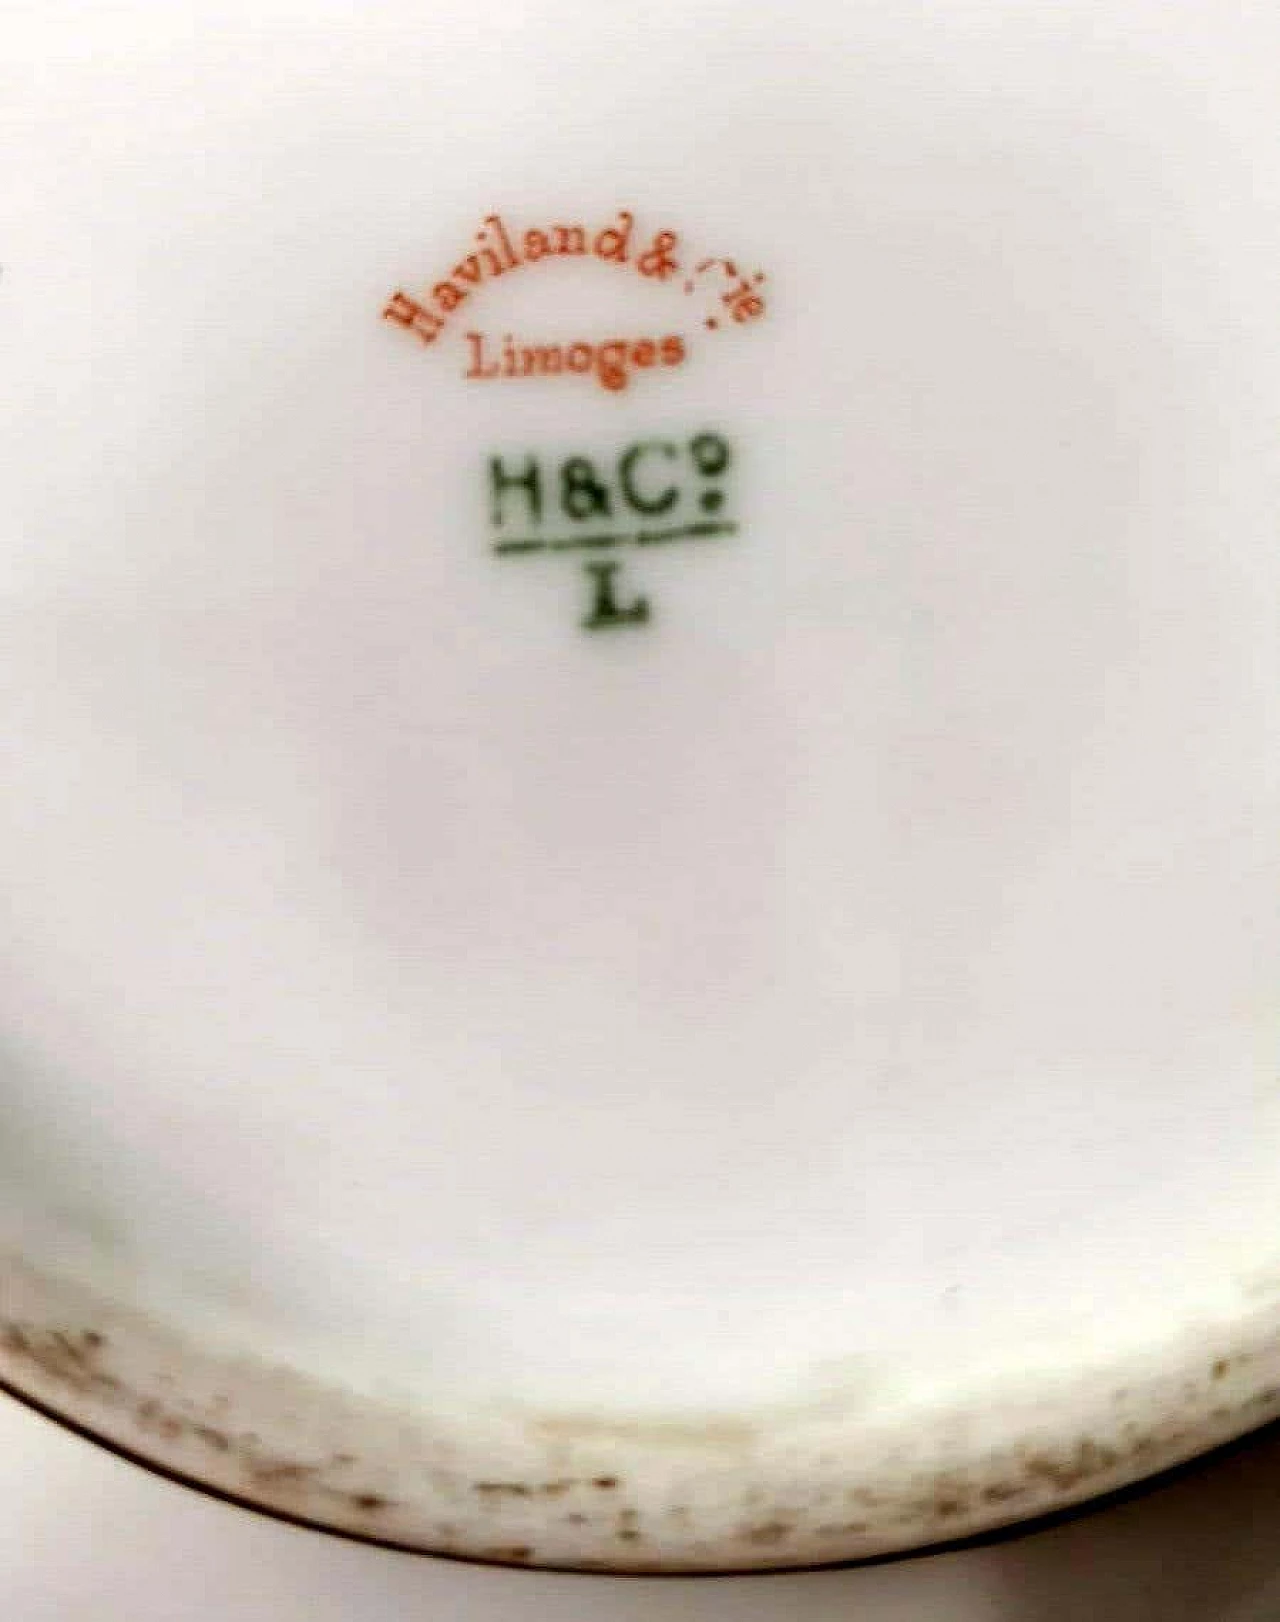 Haviland & Cie.
Limoges
H&Cº
L